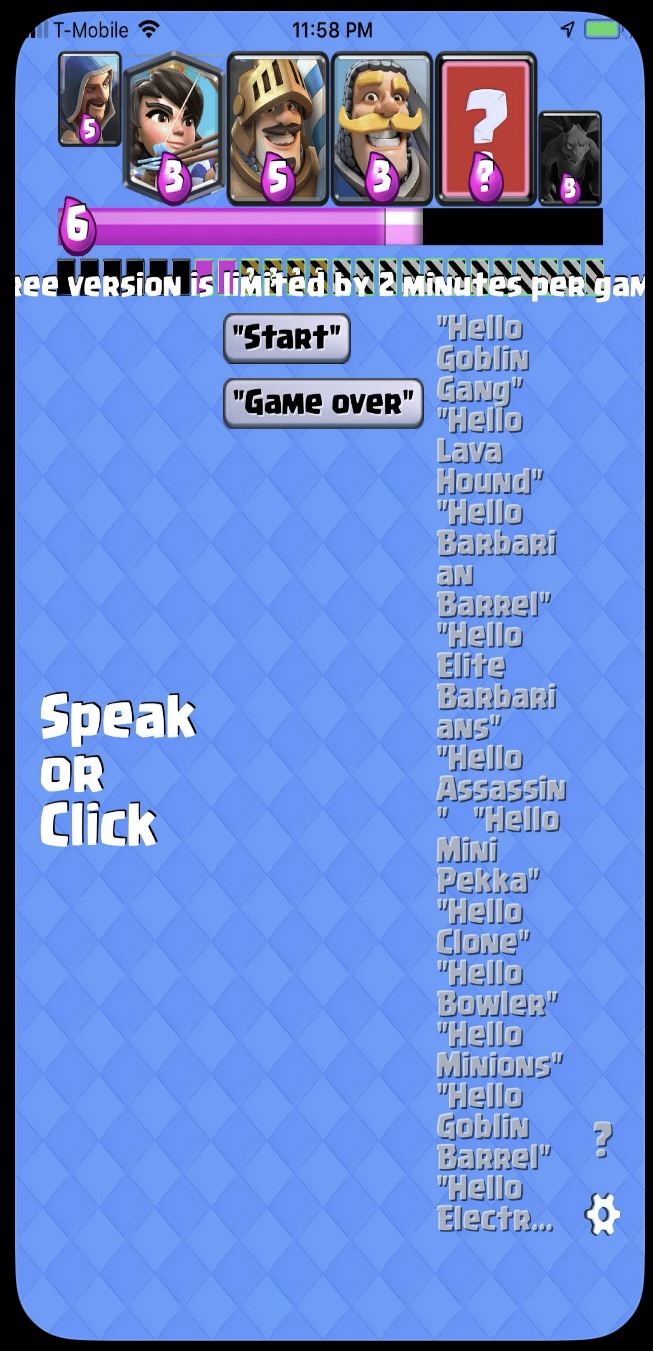 T-Mobile 11:58 PM
5
3
5
3
?
?
3
6
ree version is limited by 2 minutes per gam
"Start"
"Game over"
"Hello
Goblin
Gang"
"Hello
Lava
Hound"
"Hello
Barbari
an
Barrel"
"Hello
Elite
Barbari
ans"
"Hello
Assassin
" "Hello
Mini
Pekka"
"Hello
Clone"
"Hello
Bowler"
"Hello
Minions"
"Hello
Goblin
Barrel"
"Hello
Electr...
Speak
or
Click
?